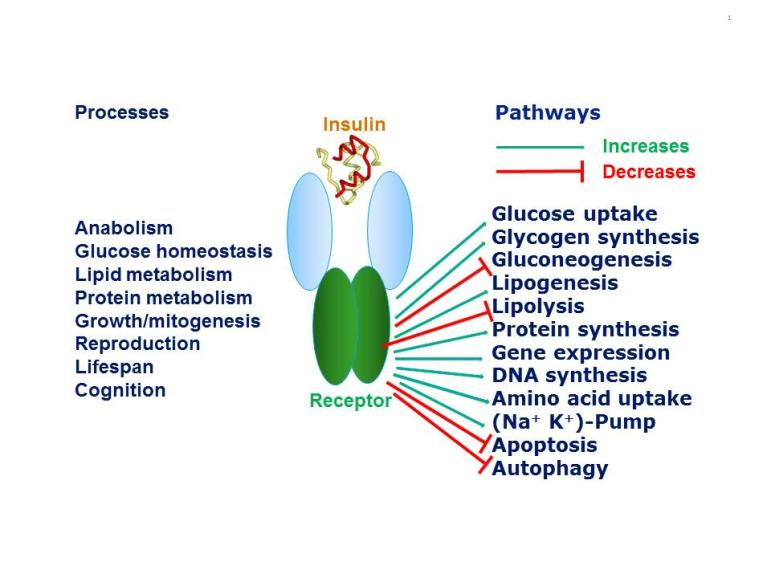 1
Processes
Insulin
Pathways
Increases
Decreases
Anabolism
Glucose homeostasis
Lipid metabolism
Protein metabolism
Growth/mitogenesis
Reproduction
Lifespan
Cognition
Receptor
Glucose uptake
Glycogen synthesis
Gluconeogenesis
Lipogenesis
Lipolysis
Protein synthesis
Gene expression
DNA synthesis
Amino acid uptake
(Na⁺ K⁺)-Pump
Apoptosis
Autophagy